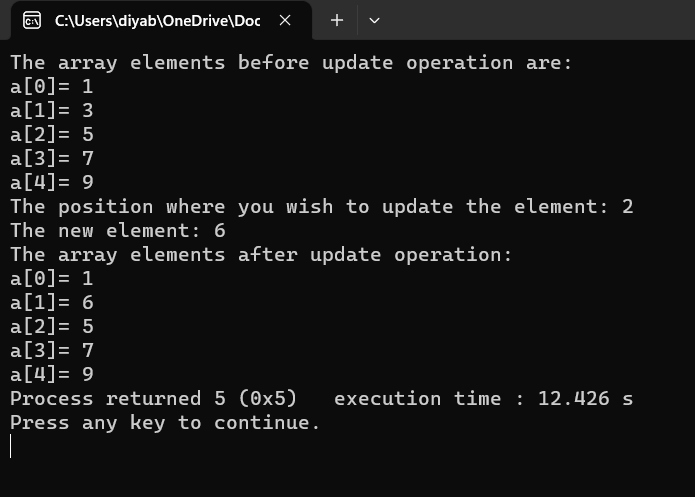 C:\Users\diyab\OneDrive\Doc
The array elements before update operation are:
a[0]= 1
a[1]= 3
a[2]= 5
a[3]= 7
a[4]= 9
The position where you wish to update the element: 2
The new element: 6
The array elements after update operation:
a[0]= 1
a[1]= 6
a[2]= 5
a[3]= 7
a[4]= 9
Process returned 5 (0x5)   execution time : 12.426 s
Press any key to continue.